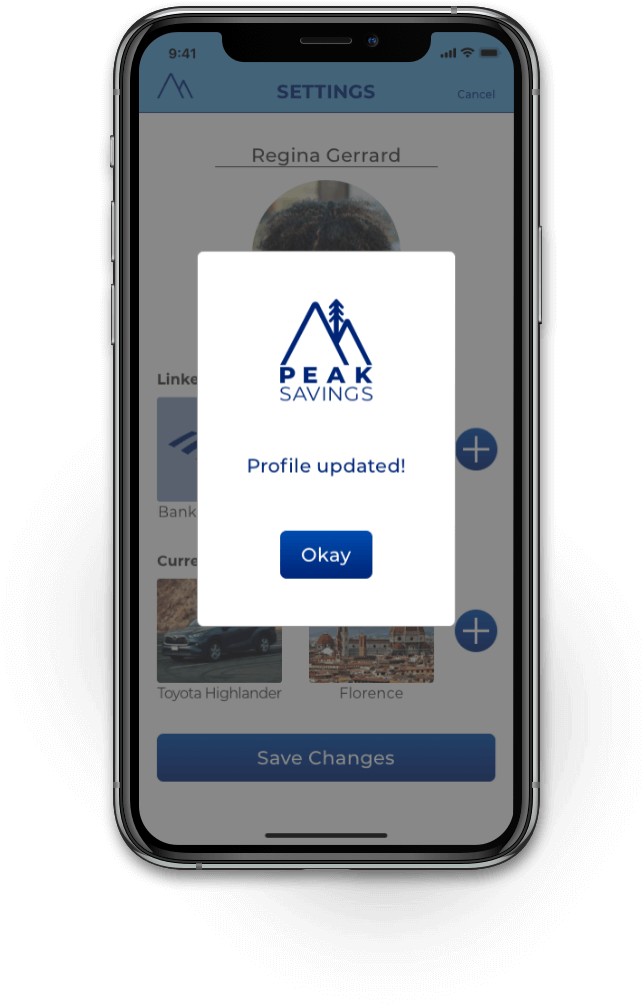 9:41
SETTINGS
Cancel
Regina Gerrard
PEAK
SAVINGS
Profile updated!
Okay
Linke
Bank
Curre
Toyota Highlander
Florence
Save Changes